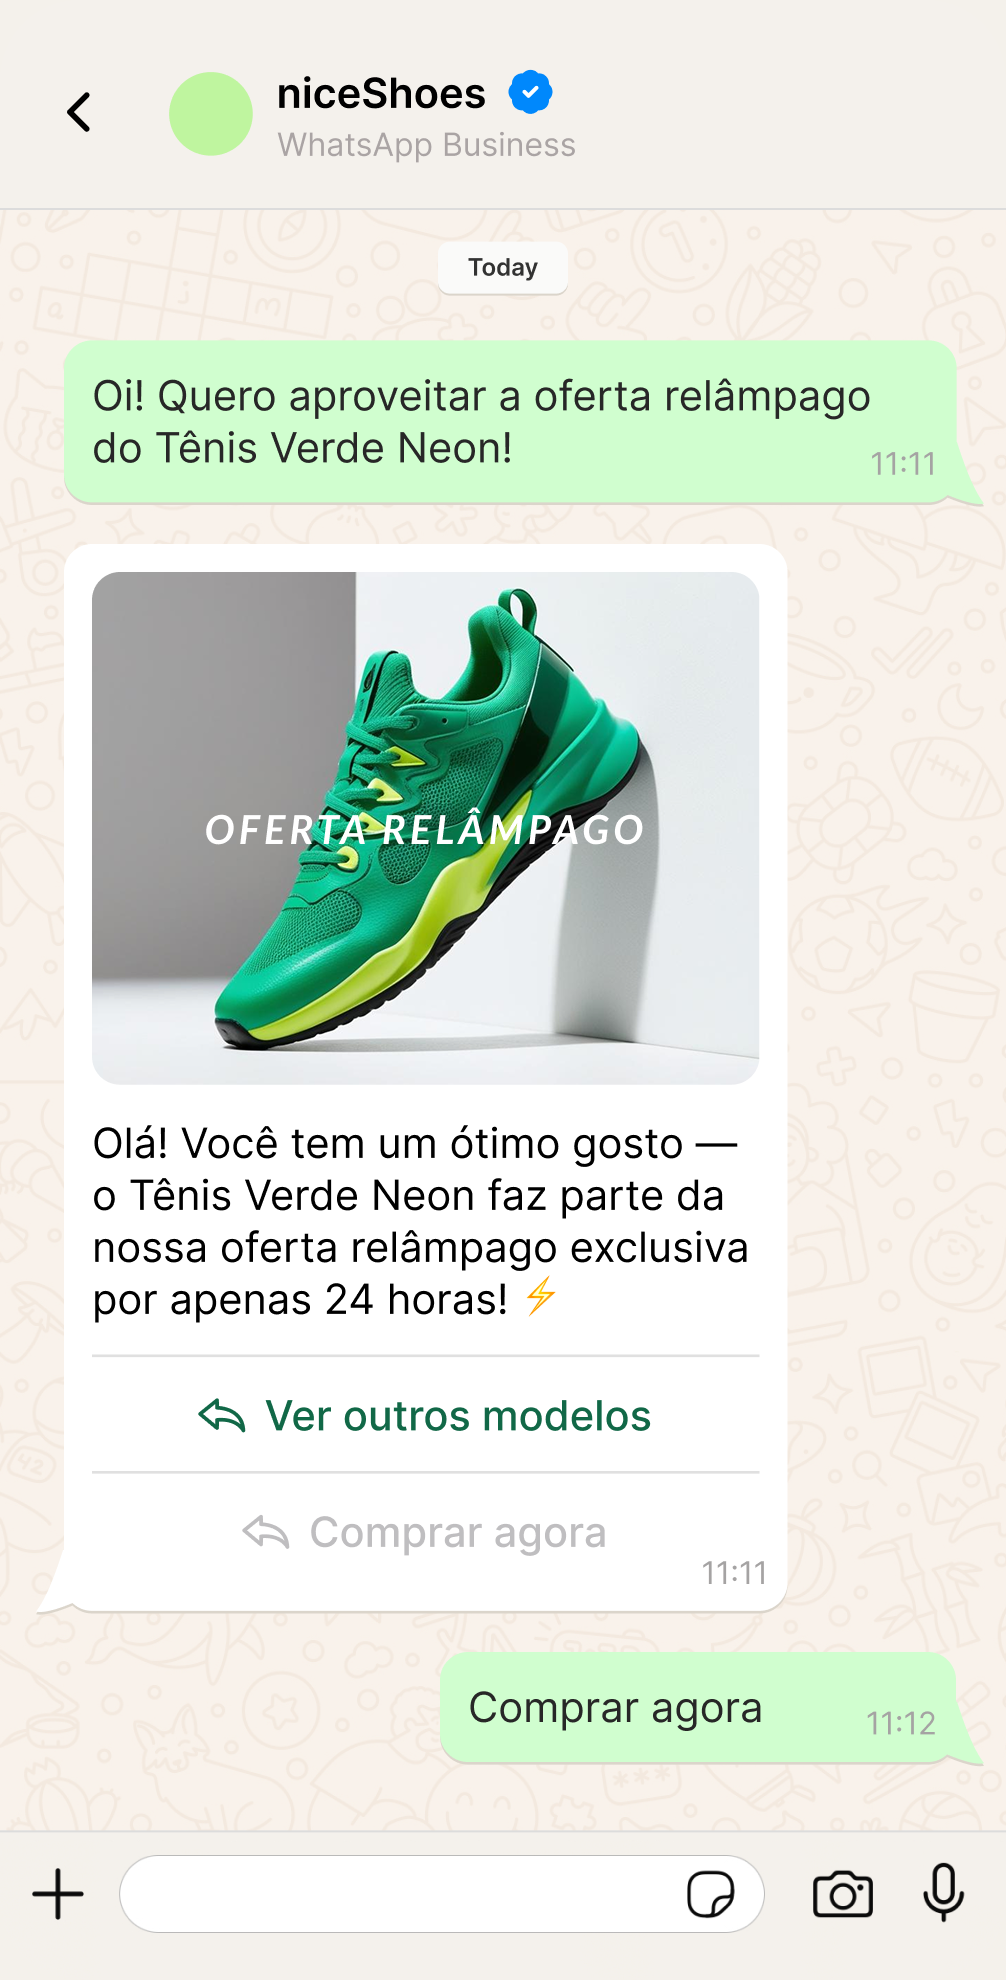 niceShoes
WhatsApp Business
Today
Oi! Quero aproveitar a oferta relâmpago
do Tênis Verde Neon!
11:11
OFERTA RELÂMPAGO
Olá! Você tem um ótimo gosto —
o Tênis Verde Neon faz parte da
nossa oferta relâmpago exclusiva
por apenas 24 horas! ⚡
Ver outros modelos
Comprar agora
11:11
Comprar agora
11:12